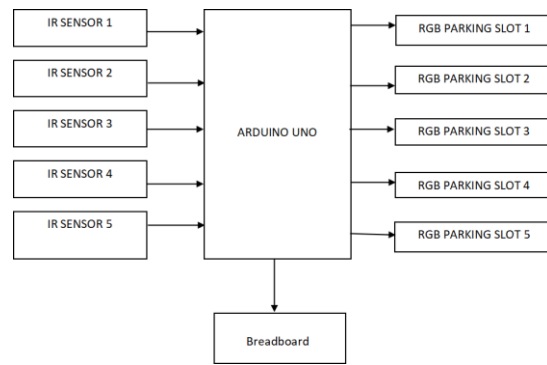 IR SENSOR 1
IR SENSOR 2
IR SENSOR 3
IR SENSOR 4
IR SENSOR 5
ARDUINO UNO
RGB PARKING SLOT 1
RGB PARKING SLOT 2
RGB PARKING SLOT 3
RGB PARKING SLOT 4
RGB PARKING SLOT 5
Breadboard